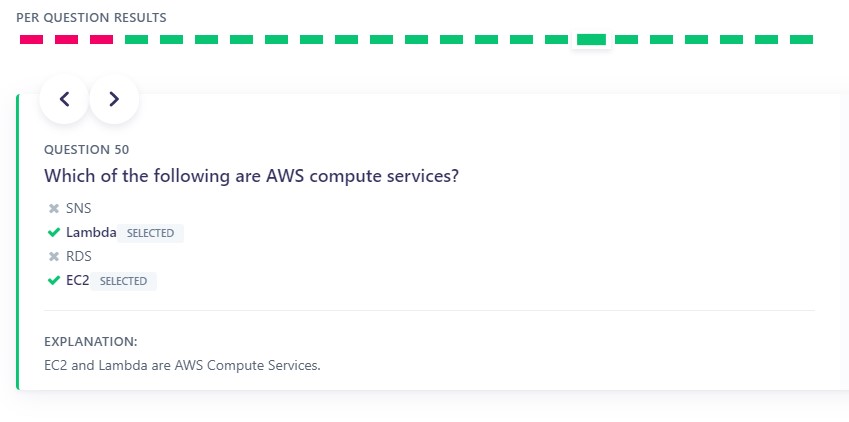 PER QUESTION RESULTS
QUESTION 50
Which of the following are AWS compute services?
SNS
Lambda SELECTED
RDS
EC2 SELECTED
EXPLANATION:
EC2 and Lambda are AWS Compute Services.